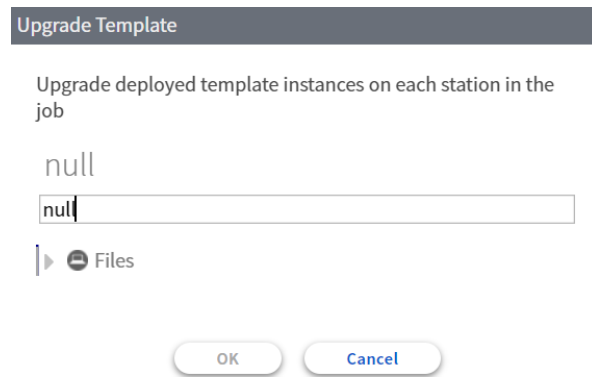 Upgrade Template
Upgrade deployed template instances on each station in the
job
null
null
Files
OK
Cancel